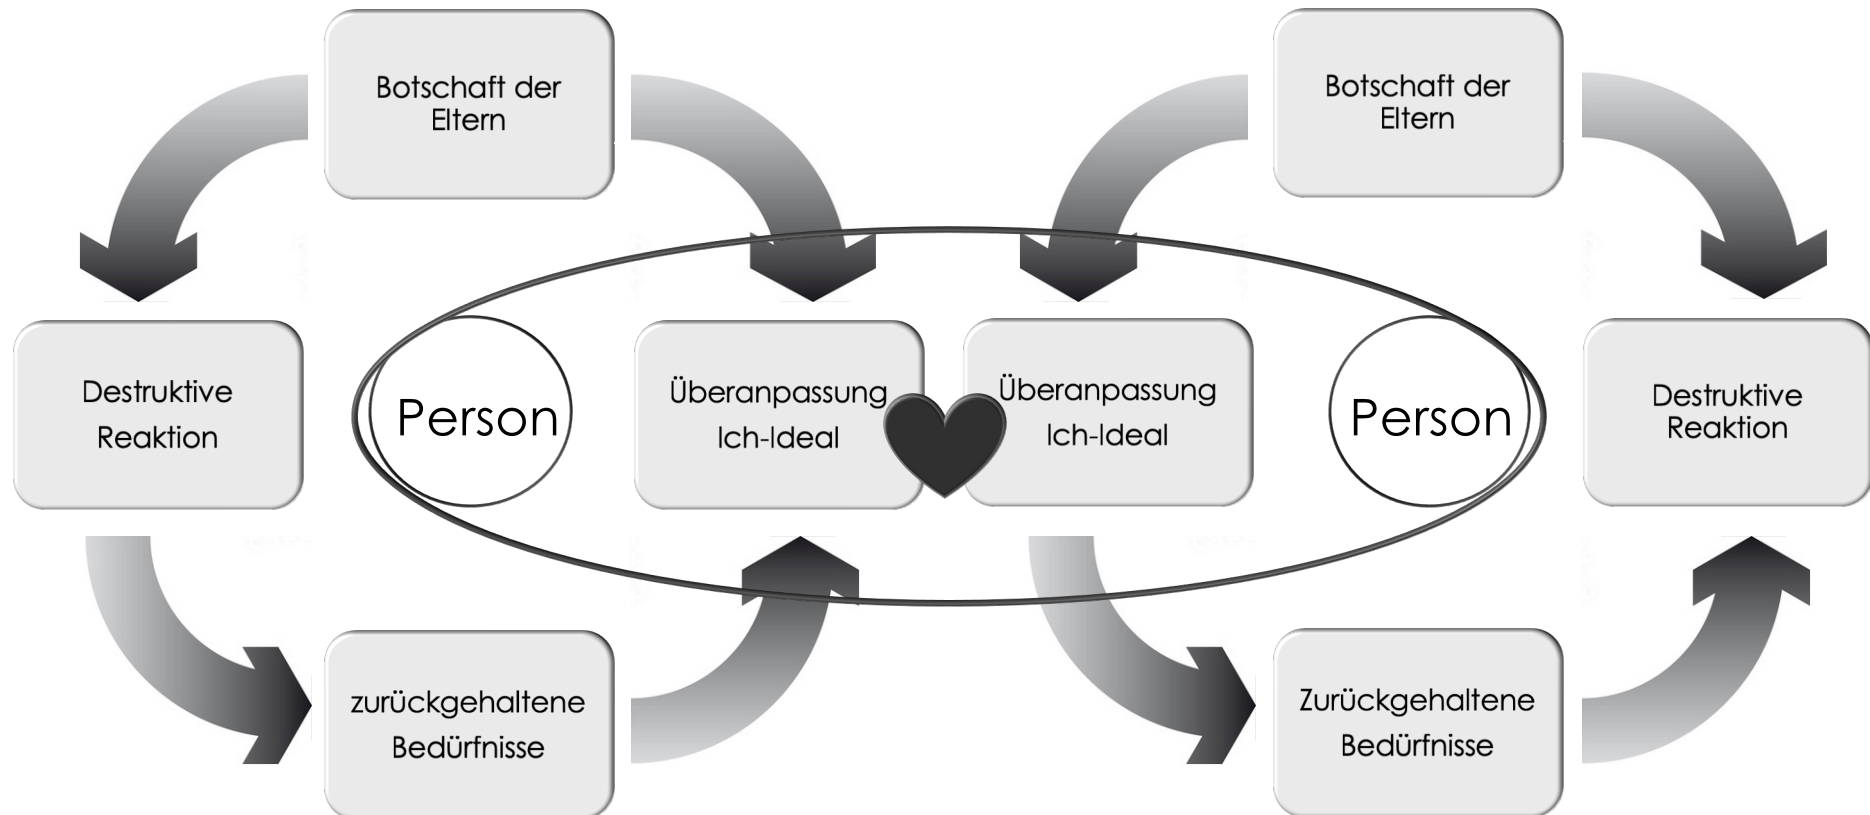 Botschaft der
Eltern
Botschaft der
Eltern
Destruktive
Reaktion
Person
Überanpassung
Ich-Ideal
Überanpassung
Ich-Ideal
Person
Destruktive
Reaktion
zurückgehaltene
Bedürfnisse
Zurückgehaltene
Bedürfnisse